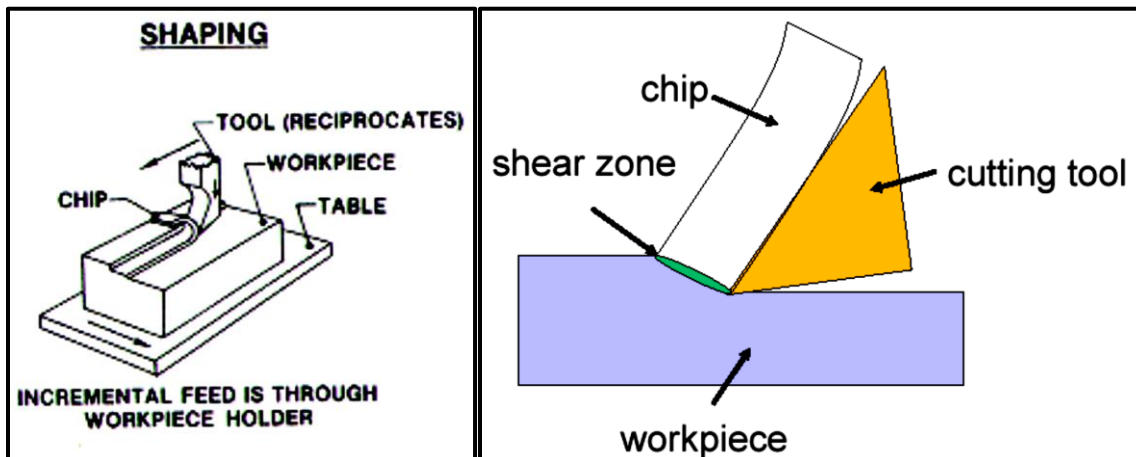 SHAPING
TOOL (RECIPROCATES)
WORKPIECE
CHIP
TABLE
INCREMENTAL FEED IS THROUGH
WORKPIECE HOLDER
chip
shear zone
cutting tool
workpiece